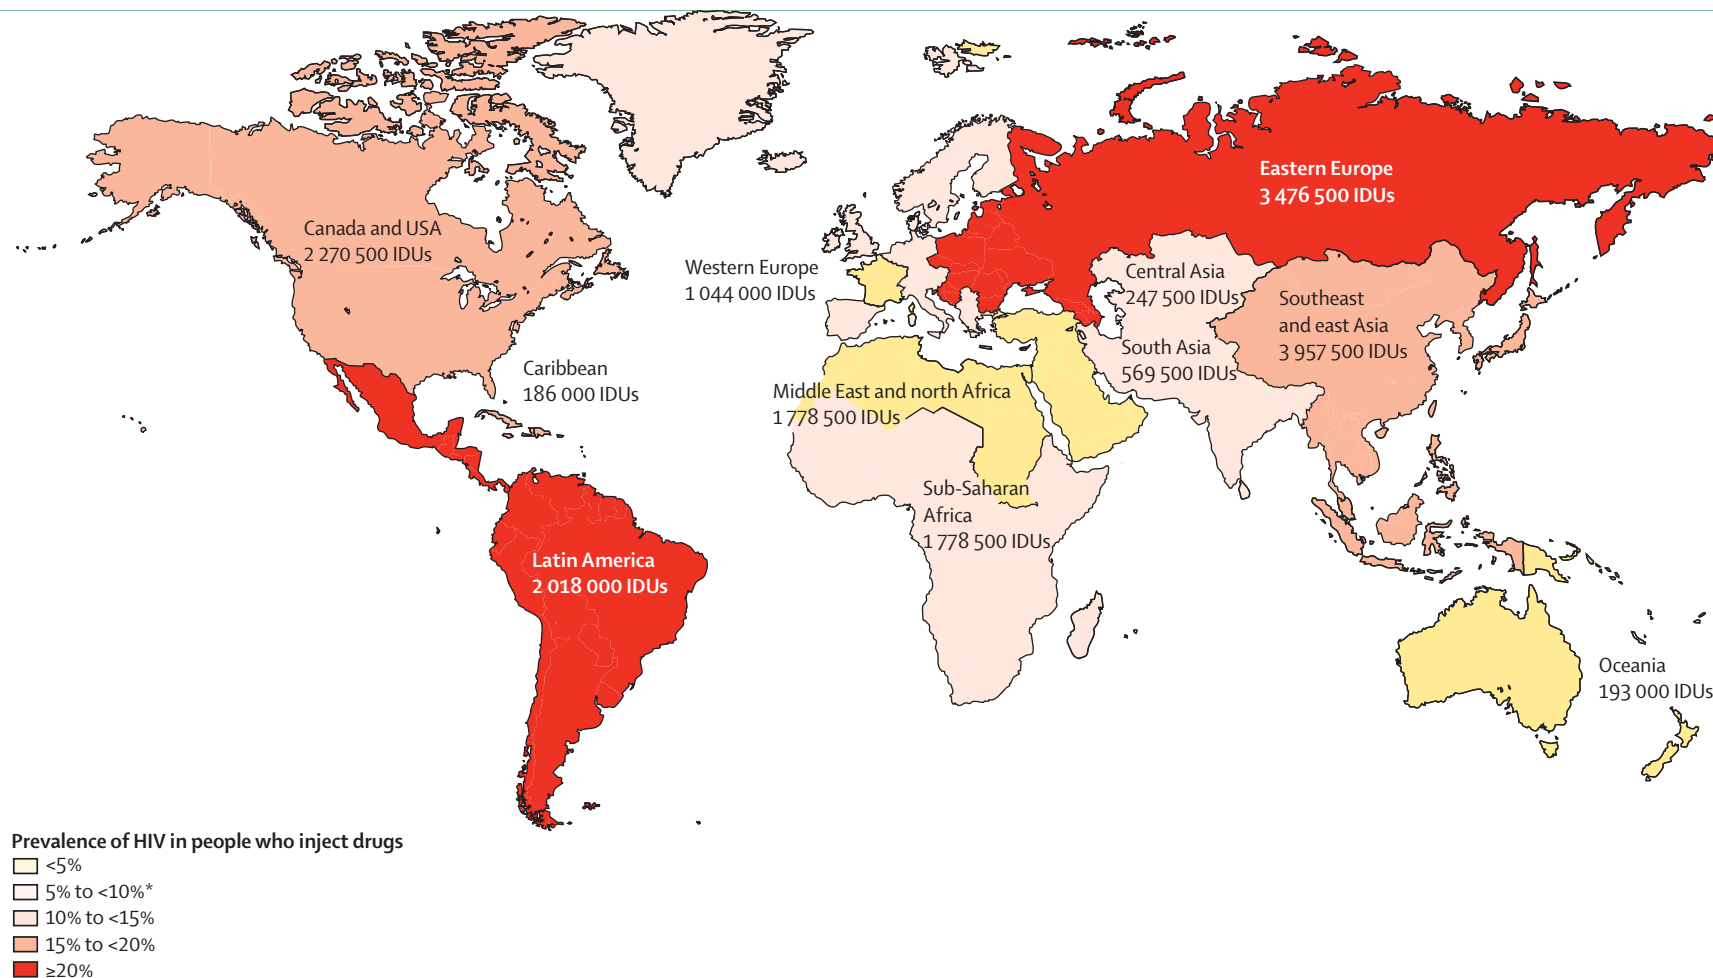 Eastern Europe
3 476 500 IDUs
Canada and USA
2 270 500 IDUs
Western Europe
1 044 000 IDUs
Central Asia
247 500 IDUs
Southeast
and east Asia
3 957 500 IDUs
South Asia
569 500 IDUs
Caribbean
186 000 IDUs
Middle East and north Africa
1 778 500 IDUs
Sub-Saharan
Africa
1 778 500 IDUs
Latin America
2 018 000 IDUs
Oceania
193 000 IDUs
Prevalence of HIV in people who inject drugs
<5%
5% to <10%*
10% to <15%
15% to <20%
≥20%